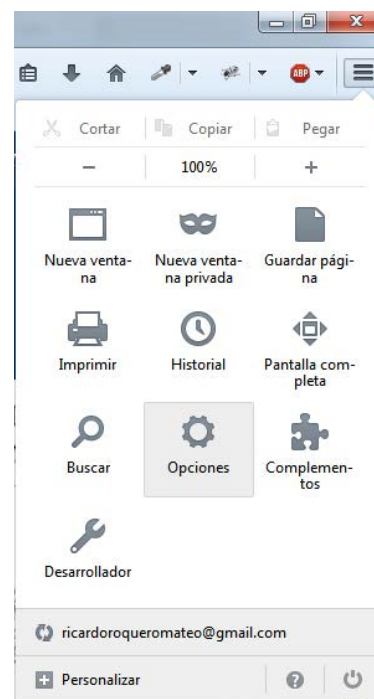 ABP
Cortar
Copiar
Pegar
100%
Nueva venta-
na
Nueva venta-
na privada
Guardar pági-
na
Imprimir
Historial
Pantalla com-
pleta
Buscar
Opciones
Complemen-
tos
Desarrollador
ricardoroqueromateo@gmail.com
Personalizar